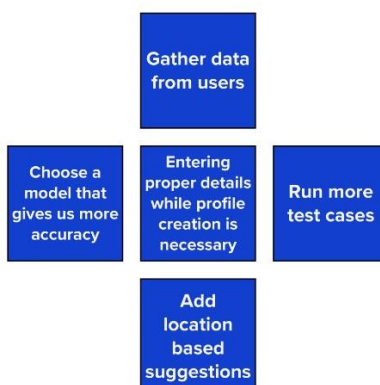 Gather data
from users
Choose a
model that
gives us more
accuracy
Entering
proper details
while profile
creation is
necessary
Run more
test cases
Add
location
based
suggestions